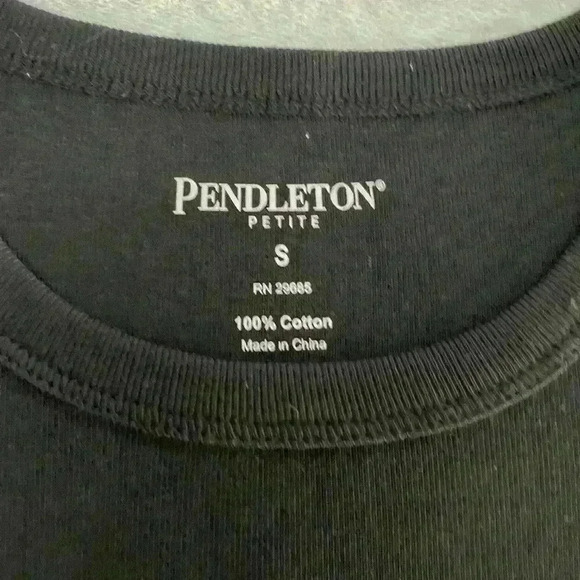 PENDLETON®
PETITE
S
RN 29685
100% Cotton
Made in China